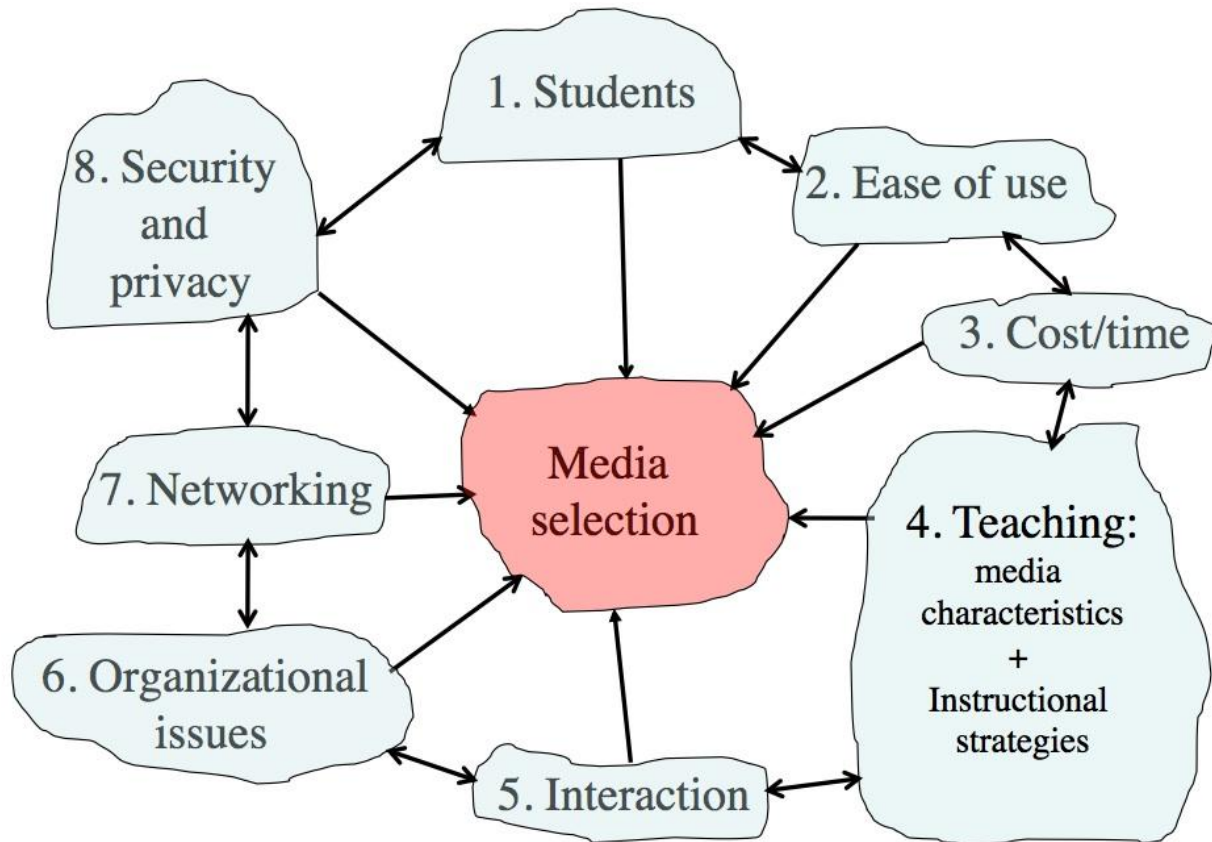 1. Students
2. Ease of use
3. Cost/time
4. Teaching:
media
characteristics
+
Instructional
strategies
5. Interaction
6. Organizational
issues
7. Networking
8. Security
and
privacy
Media
selection